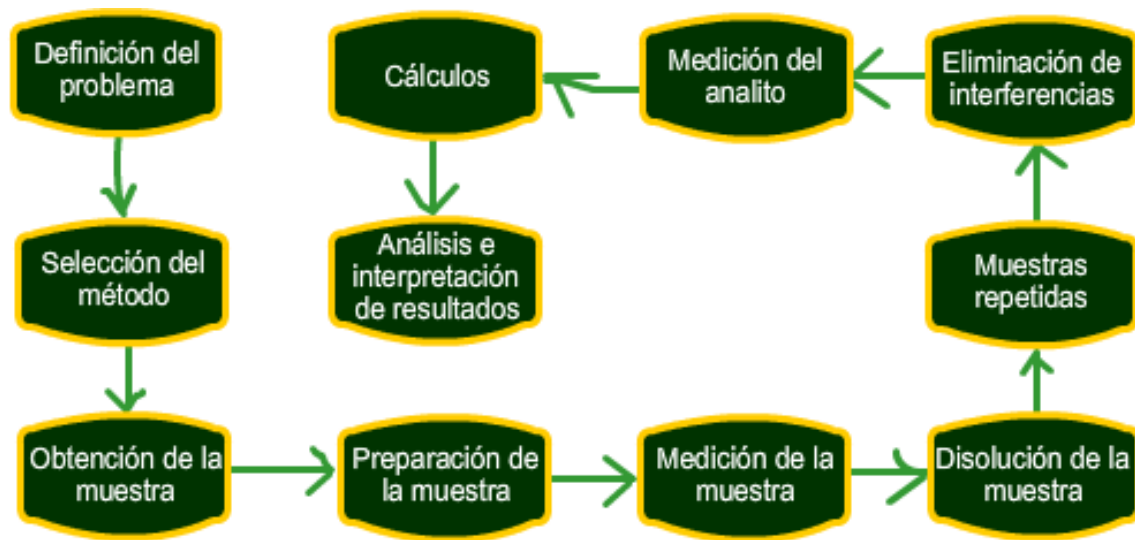 Definición del
problema
Selección del
método
Obtención de la
muestra
Preparación de
la muestra
Medición de la
muestra
Disolución de la
muestra
Muestras
repetidas
Eliminación de
interferencias
Medición del
analito
Cálculos
Análisis e
interpretación
de resultados